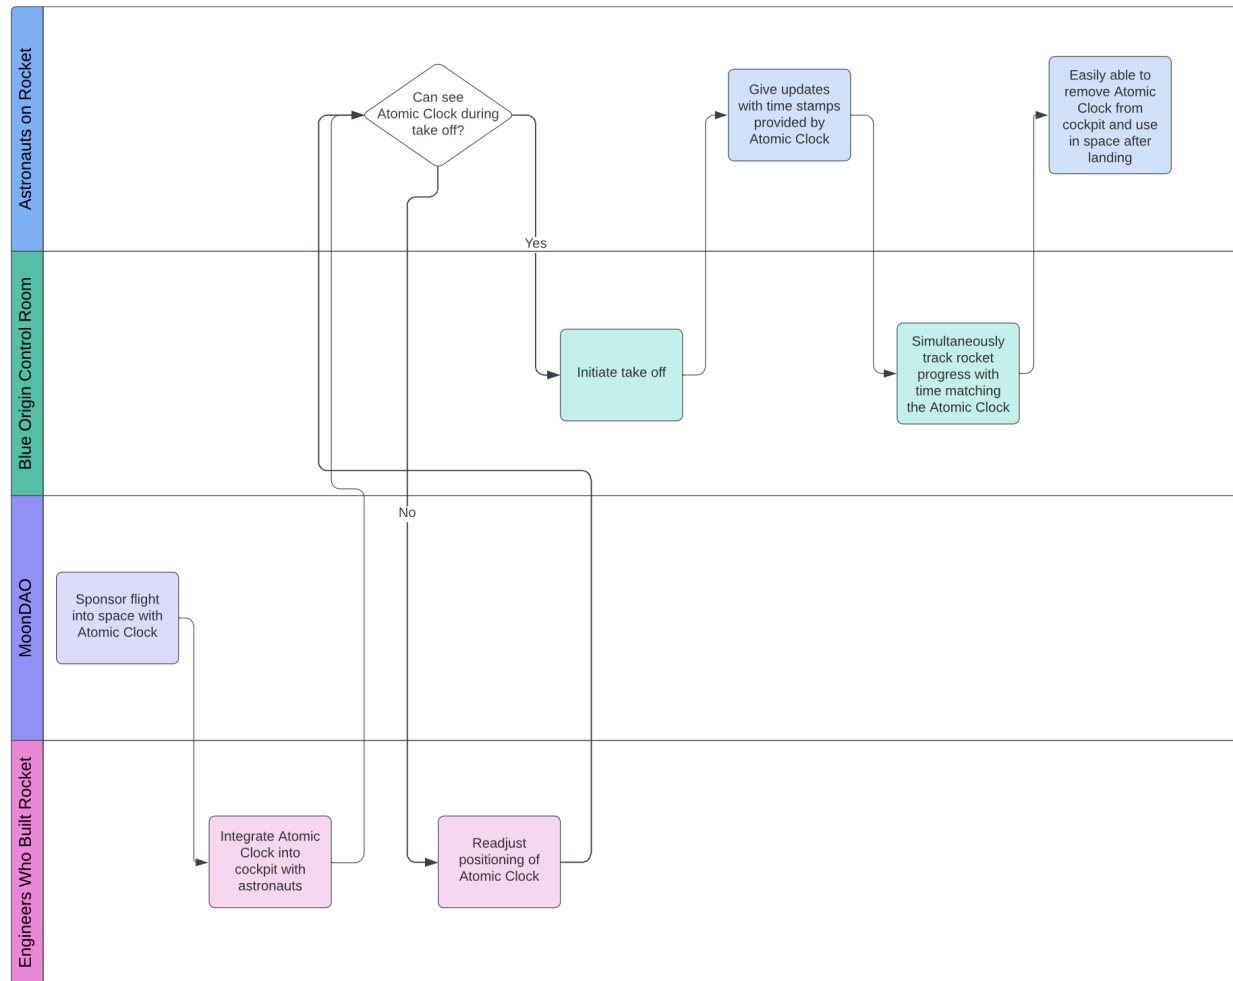 Astronauts on Rocket
Can see
Atomic Clock during
take off?
Give updates
with time stamps
provided by
Atomic Clock
Easily able to
remove Atomic
Clock from
cockpit and use
in space after
landing
Yes
Blue Origin Control Room
Initiate take off
Simultaneously
track rocket
progress with
time matching
the Atomic Clock
No
MoonDAO
Sponsor flight
into space with
Atomic Clock
Engineers Who Built Rocket
Integrate Atomic
Clock into
cockpit with
astronauts
Readjust
positioning of
Atomic Clock